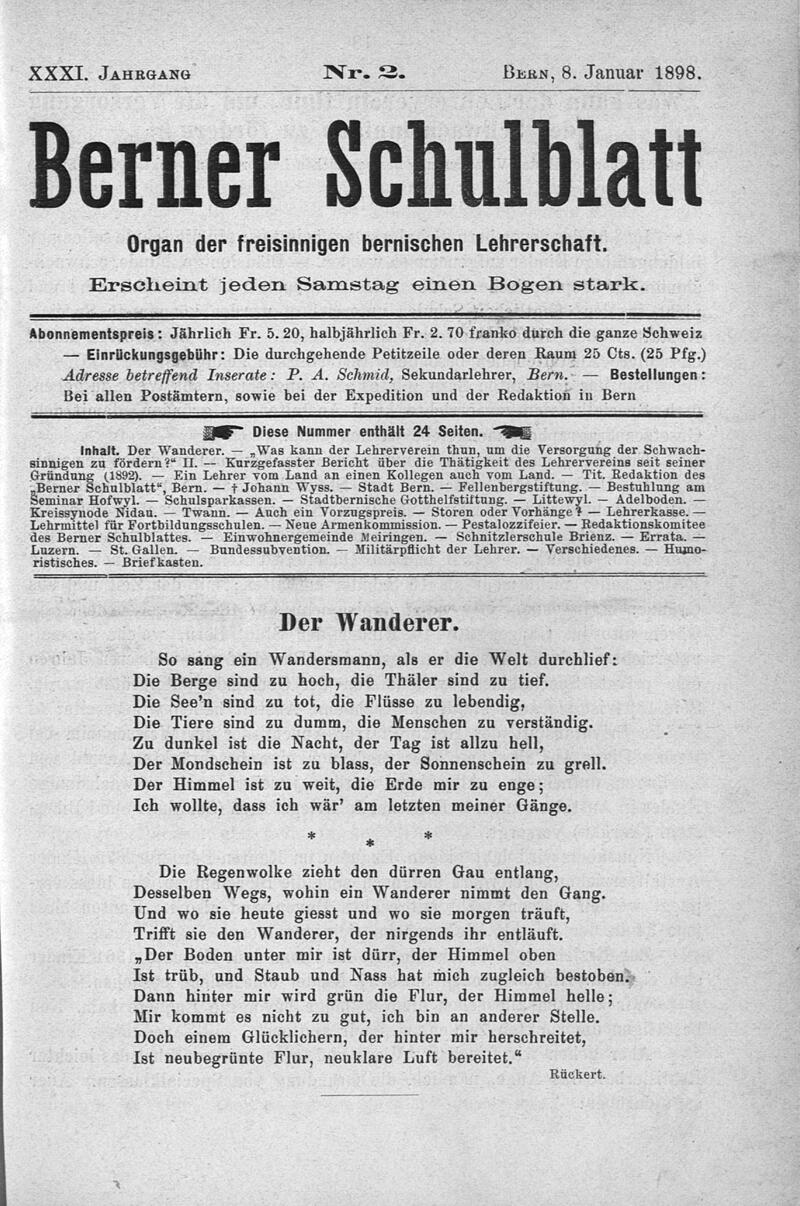 XXXI. Jahrgang Nr. 2. Bern, 8. Januar 1898.
Berner Schulblatt
Organ der freisinnigen bernischen Lehrerschaft.
Erscheint jeden Samstag einen Bogen stark.
Abonnementspreis: Jährlich Fr. 5. 20, halbjährlich Fr. 2. 70 franko durch die ganze Schweiz
— Einrückungsgebühr: Die durchgehende Petitzeile oder deren Raum 25 Cts. (25 Pfg.)
Adresse betreffend Inserate: P. A. Schmid, Sekundarlehrer, Bern. — Bestellungen:
Bei allen Postämtern, sowie bei der Expedition und der Redaktion in Bern
Diese Nummer enthält 24 Seiten.
Inhalt. Der Wanderer. — „Was kann der Lehrerverein thun, um die Versorgung der Schwach-
sinnigen zu fördern?“ II. — Kurzgefasster Bericht über die Thätigkeit des Lehrervereins seit seiner
Gründung (1892). — Ein Lehrer vom Land an einen Kollegen auch vom Land. — Tit. Redaktion des
„Berner Schulblatt“, Bern. — † Johann Wyss. — Stadt Bern. — Fellenbergstiftung. — Bestuhlung am
Seminar Hofwyl. — Schulsparkassen. — Stadtbernische Gotthelfstiftung. — Littewyl. — Adelboden. —
Kreissynode Nidau. — Twann. — Auch ein Vorzugspreis. — Storen oder Vorhänge? — Lehrerkasse. —
Lehrmittel für Fortbildungsschulen. — Neue Armenkommission. — Pestalozzifeier. — Redaktionskomitee
des Berner Schulblattes. — Einwohnergemeinde Meiringen. — Schnitzlerschule Brienz. — Errata. —
Luzern. — St. Gallen. — Bundessubvention. — Militärpflicht der Lehrer. — Verschiedenes. — Humo-
ristisches. — Briefkasten.
Der Wanderer.
So sang ein Wandersmann, als er die Welt durchlief:
Die Berge sind zu hoch, die Thäler sind zu tief.
Die See’n sind zu tot, die Flüsse zu lebendig,
Die Tiere sind zu dumm, die Menschen zu verständig.
Zu dunkel ist die Nacht, der Tag ist allzu hell,
Der Mondschein ist zu blass, der Sonnenschein zu grell.
Der Himmel ist zu weit, die Erde mir zu enge;
Ich wollte, dass ich wär’ am letzten meiner Gänge.
* * *
Die Regenwolke zieht den dürren Gau entlang,
Desselben Wegs, wohin ein Wanderer nimmt den Gang.
Und wo sie heute giesst und wo sie morgen träuft,
Trifft sie den Wanderer, der nirgends ihr entläuft.
„Der Boden unter mir ist dürr, der Himmel oben
Ist trüb, und Staub und Nass hat mich zugleich bestoben.
Dann hinter mir wird grün die Flur, der Himmel helle;
Mir kommt es nicht zu gut, ich bin an anderer Stelle.
Doch einem Glücklichern, der hinter mir herschreitet,
Ist neubegrünte Flur, neuklare Luft bereitet.“
Rückert.